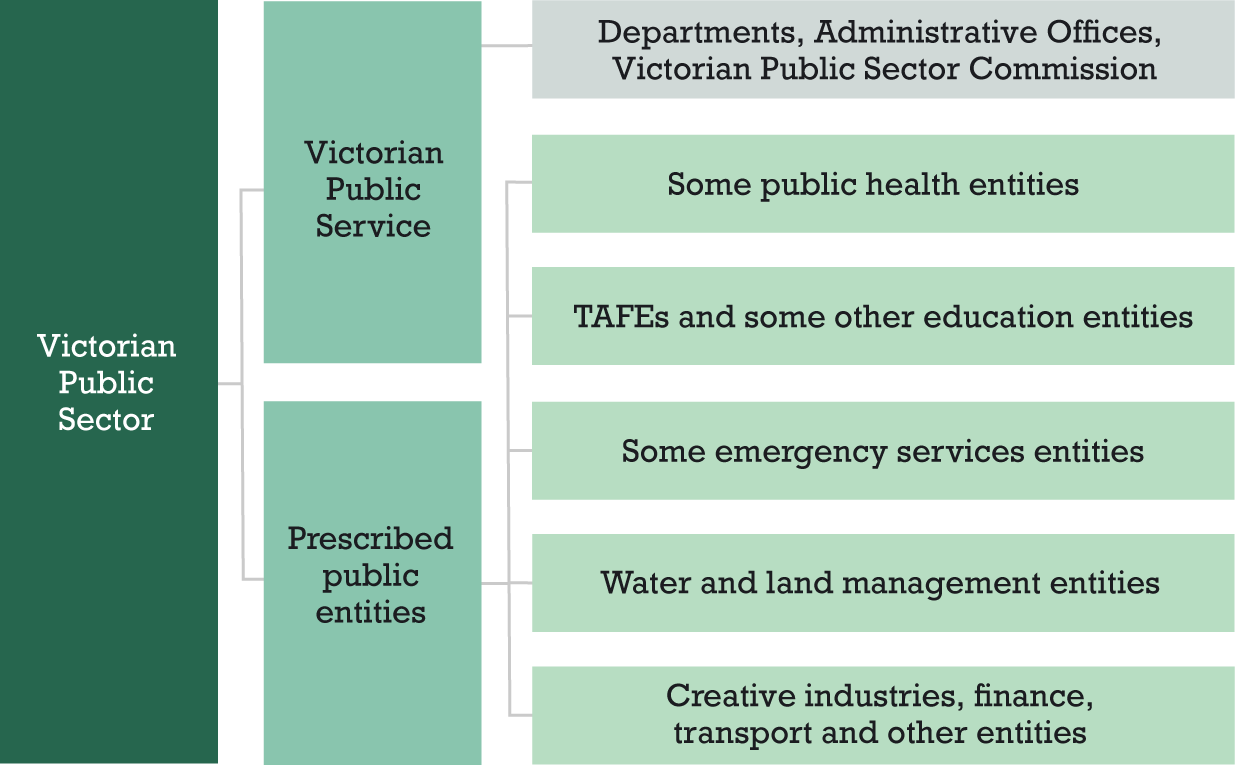 Victorian
Public
Sector
Victorian
Public
Service
Prescribed
public
entities
Departments, Administrative Offices,
Victorian Public Sector Commission
Some public health entities
TAFEs and some other education entities
Some emergency services entities
Water and land management entities
Creative industries, finance,
transport and other entities